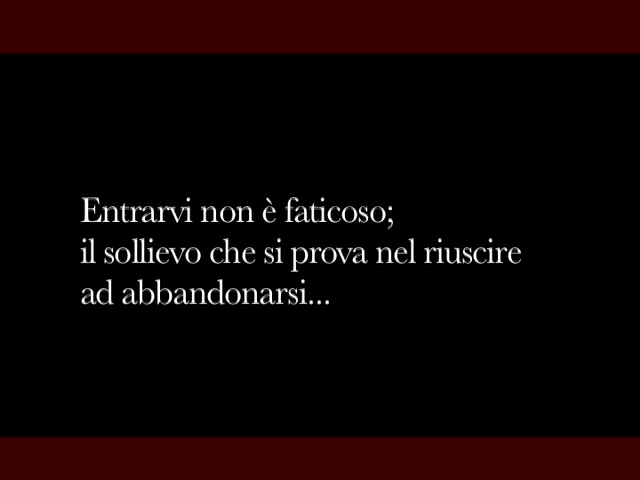 Entrarvi non è faticoso;
il sollievo che si prova nel riuscire
ad abbandonarsi...